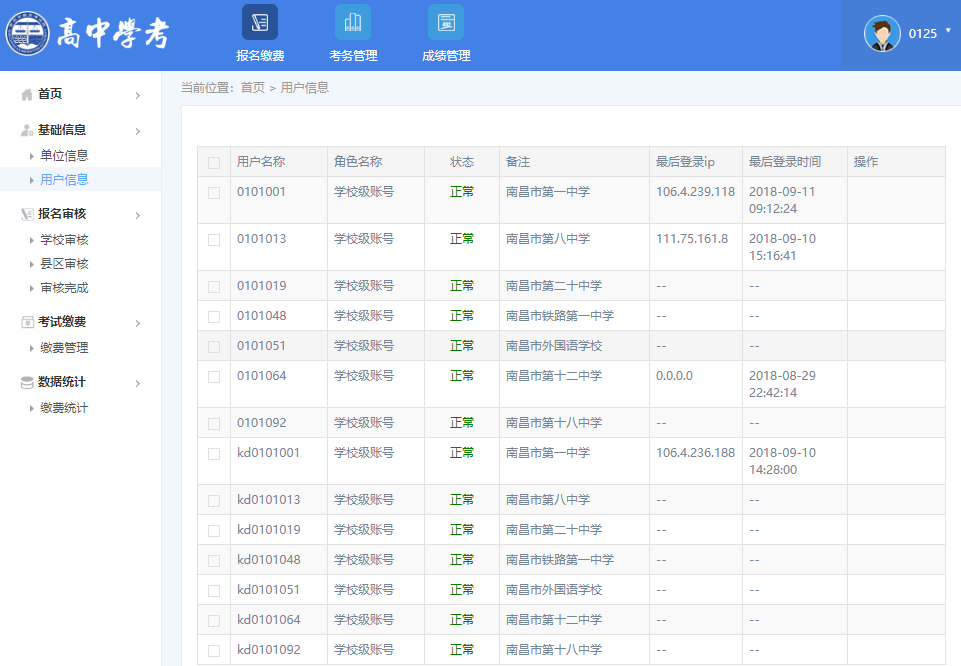 高中學考
报名缴费
考务管理
成绩管理
0125
首页
基础信息
单位信息
用户信息
报名审核
学校审核
县区审核
审核完成
考试缴费
缴费管理
数据统计
缴费统计
当前位置： 首页 > 用户信息
用户名称 角色名称 状态 备注 最后登录ip 最后登录时间 操作
0101001 学校级账号 正常 南昌市第一中学 106.4.239.118 2018-09-11
09:12:24
0101013 学校级账号 正常 南昌市第八中学 111.75.161.8 2018-09-10
15:16:41
0101019 学校级账号 正常 南昌市第二十中学 -- --
0101048 学校级账号 正常 南昌市铁路第一中学 -- --
0101051 学校级账号 正常 南昌市外国语学校 -- --
0101064 学校级账号 正常 南昌市第十二中学 0.0.0.0 2018-08-29
22:42:14
0101092 学校级账号 正常 南昌市第十八中学 -- --
kd0101001 学校级账号 正常 南昌市第一中学 106.4.236.188 2018-09-10
14:28:00
kd0101013 学校级账号 正常 南昌市第八中学 -- --
kd0101019 学校级账号 正常 南昌市第二十中学 -- --
kd0101048 学校级账号 正常 南昌市铁路第一中学 -- --
kd0101051 学校级账号 正常 南昌市外国语学校 -- --
kd0101064 学校级账号 正常 南昌市第十二中学 -- --
kd0101092 学校级账号 正常 南昌市第十八中学 -- --